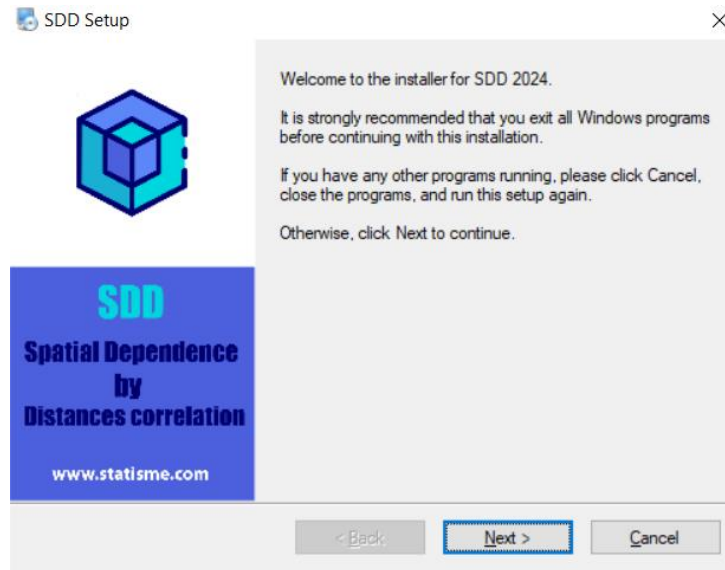 SDD Setup
Welcome to the installer for SDD 2024.
It is strongly recommended that you exit all Windows programs
before continuing with this installation.
If you have any other programs running, please click Cancel,
close the programs, and run this setup again.
Otherwise, click Next to continue.
SDD
Spatial Dependence
by
Distances correlation
www.statisme.com
< Back
Next >
Cancel